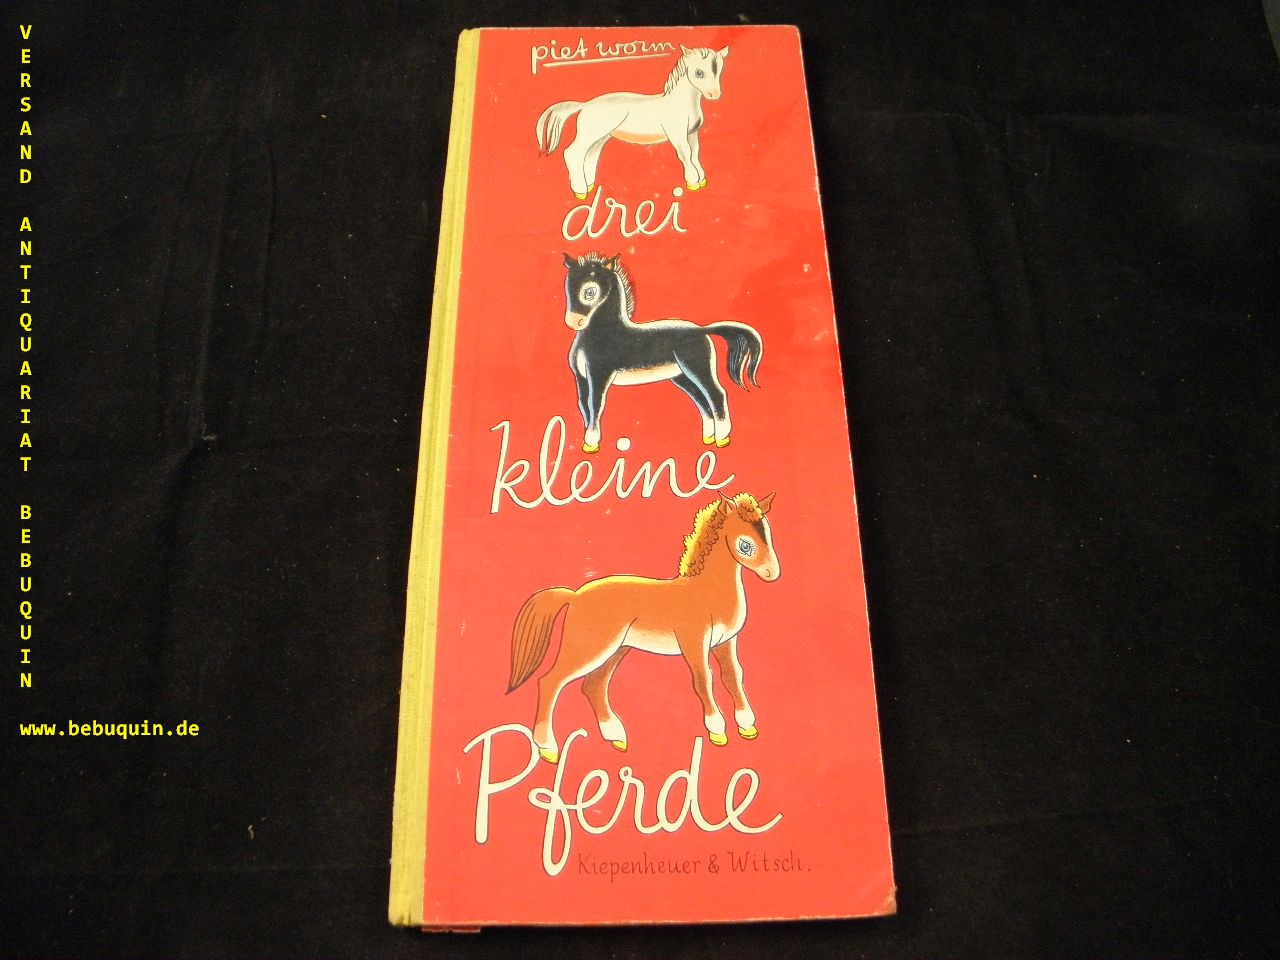 VERSAND ANTIQUARIAT BEBUQUIN
www.bebuquin.de
piet worm
drei
kleine
Pferde
Kiepenheuer & Witsch.